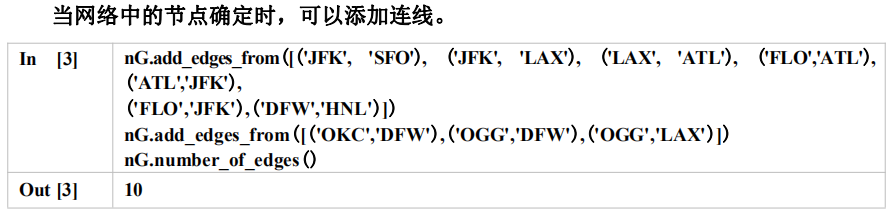 当网络中的节点确定时，可以添加连线。
In [3] nG.add_edges_from([('JFK', 'SFO'), ('JFK', 'LAX'), ('LAX', 'ATL'), ('FLO','ATL'),
('ATL','JFK'),
('FLO','JFK'),('DFW','HNL')])
nG.add_edges_from([('OKC','DFW'),('OGG','DFW'),('OGG','LAX')])
nG.number_of_edges()
Out [3] 10